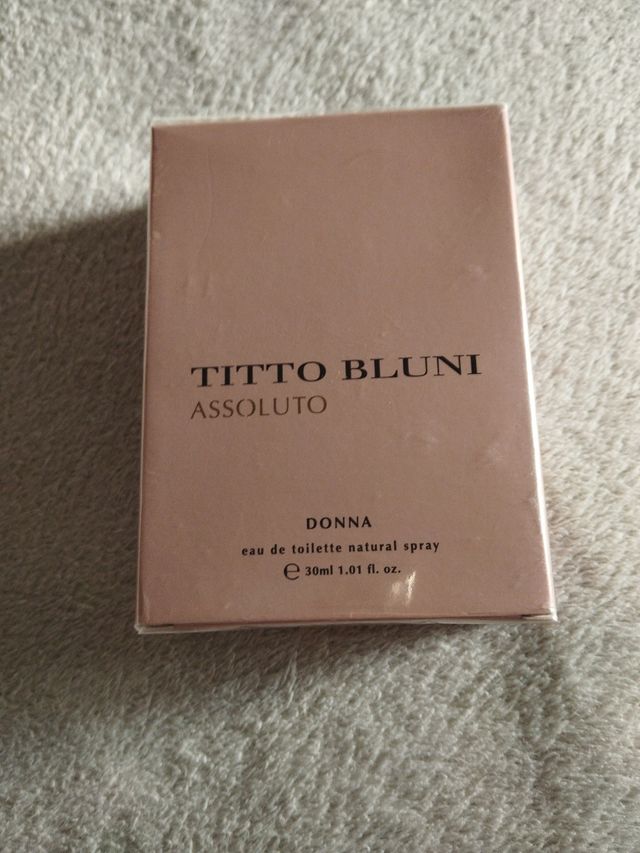 TITTO BLUNI
ASSOLUTO
DONNA
eau de toilette natural spray
℮ 30ml 1.01 fl. oz.